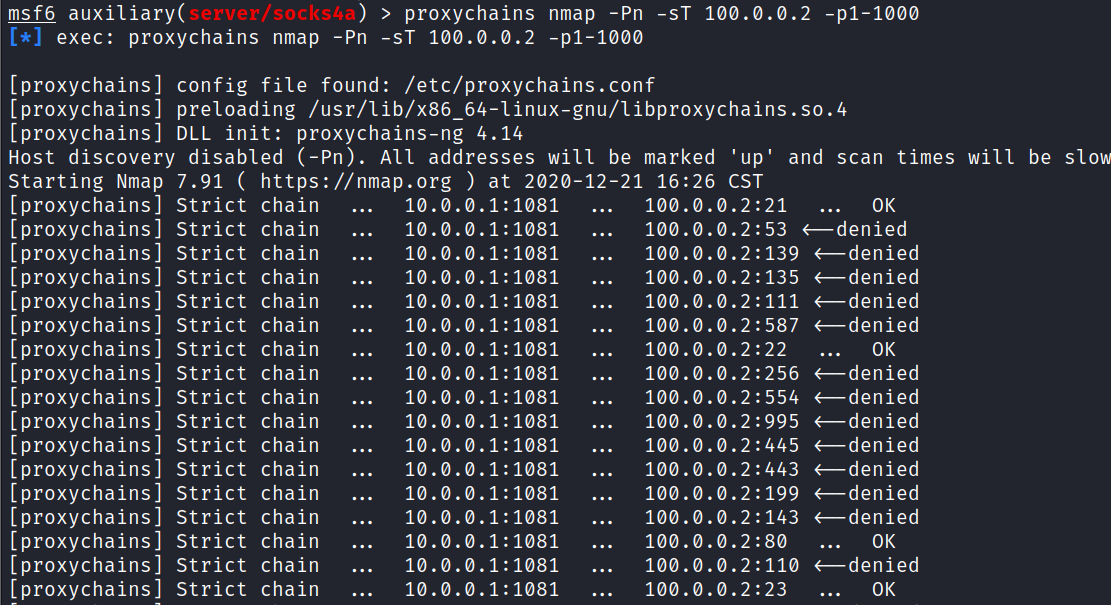 msf6 auxiliary(server/socks4a) > proxychains nmap -Pn -sT 100.0.0.2 -p1-1000
[*] exec: proxychains nmap -Pn -sT 100.0.0.2 -p1-1000
[proxychains] config file found: /etc/proxychains.conf
[proxychains] preloading /usr/lib/x86_64-linux-gnu/libproxychains.so.4
[proxychains] DLL init: proxychains-ng 4.14
Host discovery disabled (-Pn). All addresses will be marked 'up' and scan times will be slow
Starting Nmap 7.91 ( https://nmap.org ) at 2020-12-21 16:26 CST
[proxychains] Strict chain ... 10.0.0.1:1081 ... 100.0.0.2:21 ... OK
[proxychains] Strict chain ... 10.0.0.1:1081 ... 100.0.0.2:53 <--denied
[proxychains] Strict chain ... 10.0.0.1:1081 ... 100.0.0.2:139 <--denied
[proxychains] Strict chain ... 10.0.0.1:1081 ... 100.0.0.2:135 <--denied
[proxychains] Strict chain ... 10.0.0.1:1081 ... 100.0.0.2:111 <--denied
[proxychains] Strict chain ... 10.0.0.1:1081 ... 100.0.0.2:587 <--denied
[proxychains] Strict chain ... 10.0.0.1:1081 ... 100.0.0.2:22 ... OK
[proxychains] Strict chain ... 10.0.0.1:1081 ... 100.0.0.2:256 <--denied
[proxychains] Strict chain ... 10.0.0.1:1081 ... 100.0.0.2:554 <--denied
[proxychains] Strict chain ... 10.0.0.1:1081 ... 100.0.0.2:995 <--denied
[proxychains] Strict chain ... 10.0.0.1:1081 ... 100.0.0.2:445 <--denied
[proxychains] Strict chain ... 10.0.0.1:1081 ... 100.0.0.2:443 <--denied
[proxychains] Strict chain ... 10.0.0.1:1081 ... 100.0.0.2:199 <--denied
[proxychains] Strict chain ... 10.0.0.1:1081 ... 100.0.0.2:143 <--denied
[proxychains] Strict chain ... 10.0.0.1:1081 ... 100.0.0.2:80 ... OK
[proxychains] Strict chain ... 10.0.0.1:1081 ... 100.0.0.2:110 <--denied
[proxychains] Strict chain ... 10.0.0.1:1081 ... 100.0.0.2:23 ... OK